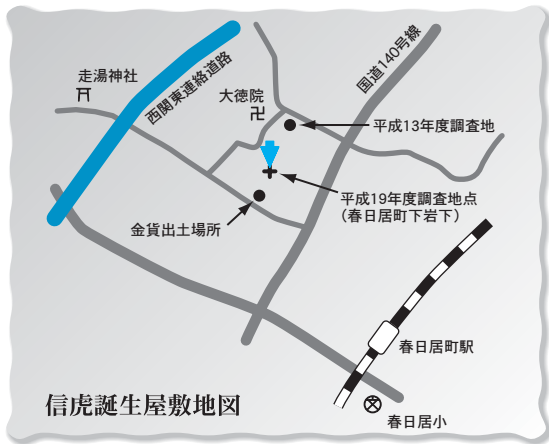 国道140号線
西関東連絡道路
走湯神社
大徳院
平成13年度調査地
平成19年度調査地点
（春日居町下岩下）
金貨出土場所
春日居町駅
信虎誕生屋敷地図
春日居小